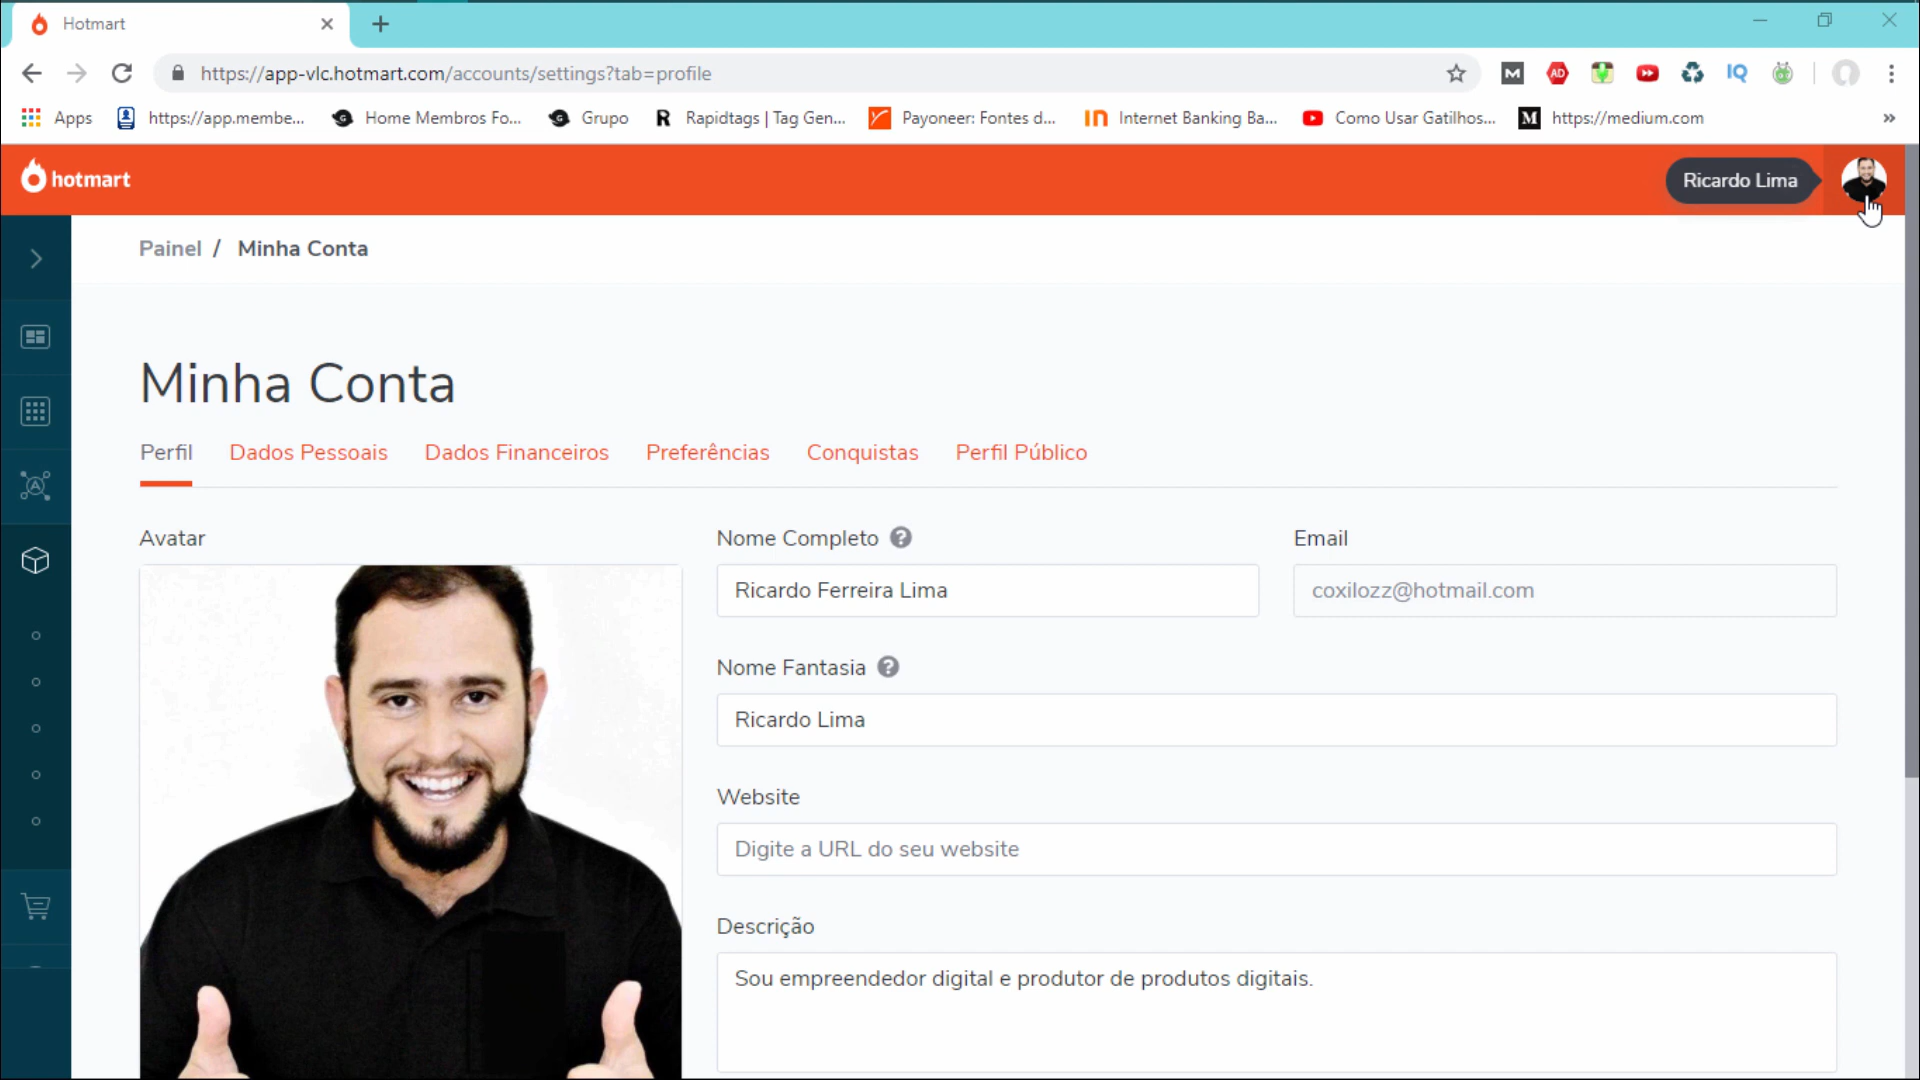 Hotmart
https://app-vlc.hotmart.com/accounts/settings?tab=profile
M AD IQ
Apps https://app.membe... Home Membros Fo... Grupo R Rapidtags | Tag Gen... Payoneer: Fontes d... Internet Banking Ba... Como Usar Gatilhos... M https://medium.com »
hotmart
Ricardo Lima
Painel / Minha Conta
Minha Conta
Perfil Dados Pessoais Dados Financeiros Preferências Conquistas Perfil Público
Avatar
Nome Completo ?
Email
Ricardo Ferreira Lima
coxilozz@hotmail.com
Nome Fantasia ?
Ricardo Lima
Website
Digite a URL do seu website
Descrição
Sou empreendedor digital e produtor de produtos digitais.